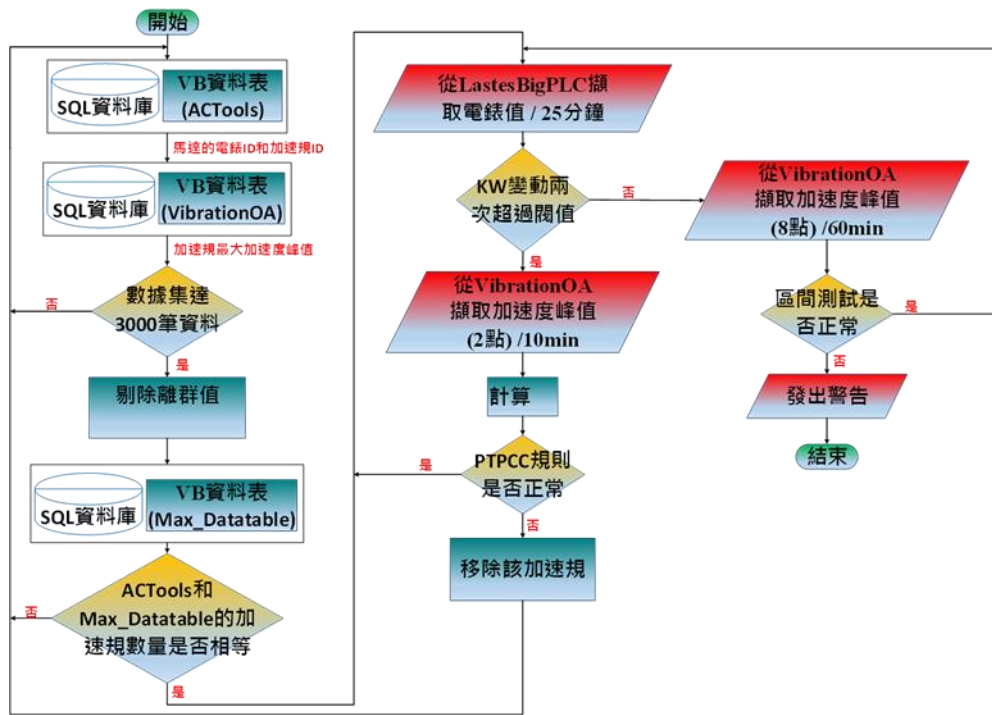 開始
SQL資料庫
VB資料表
(ACTools)
馬達的電錶ID和加速規ID
SQL資料庫
VB資料表
(VibrationOA)
加速規最大加速度峰值
否
數據集達
3000筆資料
是
剔除離群值
SQL資料庫
VB資料表
(Max_Datatable)
否
ACTools和
Max_Datatable的加
速規數量是否相等
是
從LastesBigPLC擷
取電錶值 / 25分鐘
KW變動兩
次超過閥值
否
是
從VibrationOA
擷取加速度峰值
(2點) /10min
計算
是
PTPCC規則
是否正常
否
移除該加速規
從VibrationOA
擷取加速度峰值
(8點) /60min
區間測試是
否正常
是
否
發出警告
結束